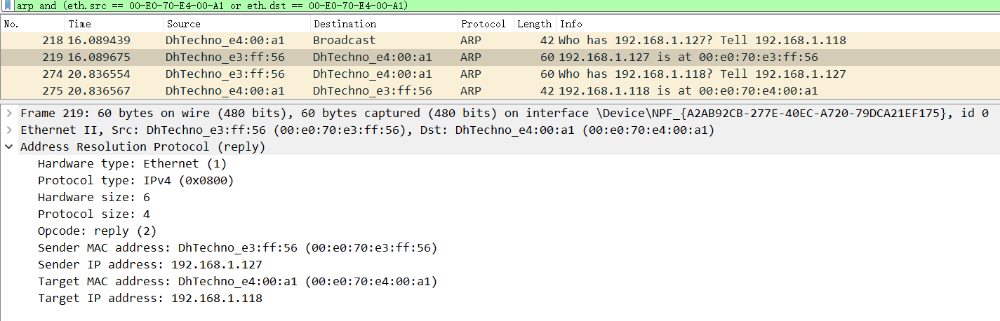 arp and (eth.src == 00-E0-70-E4-00-A1 or eth.dst == 00-E0-70-E4-00-A1)
No. Time Source Destination Protocol Length Info
218 16.089439 DhTechno_e4:00:a1 Broadcast ARP 42 Who has 192.168.1.127? Tell 192.168.1.118
219 16.089675 DhTechno_e3:ff:56 DhTechno_e4:00:a1 ARP 60 192.168.1.127 is at 00:e0:70:e3:ff:56
274 20.836554 DhTechno_e3:ff:56 DhTechno_e4:00:a1 ARP 60 Who has 192.168.1.118? Tell 192.168.1.127
275 20.836567 DhTechno_e4:00:a1 DhTechno_e3:ff:56 ARP 42 192.168.1.118 is at 00:e0:70:e4:00:a1
Frame 219: 60 bytes on wire (480 bits), 60 bytes captured (480 bits) on interface \Device\NPF_{A2AB92CB-277E-40EC-A720-79DCA21EF175}, id 0
Ethernet II, Src: DhTechno_e3:ff:56 (00:e0:70:e3:ff:56), Dst: DhTechno_e4:00:a1 (00:e0:70:e4:00:a1)
Address Resolution Protocol (reply)
Hardware type: Ethernet (1)
Protocol type: IPv4 (0x0800)
Hardware size: 6
Protocol size: 4
Opcode: reply (2)
Sender MAC address: DhTechno_e3:ff:56 (00:e0:70:e3:ff:56)
Sender IP address: 192.168.1.127
Target MAC address: DhTechno_e4:00:a1 (00:e0:70:e4:00:a1)
Target IP address: 192.168.1.118